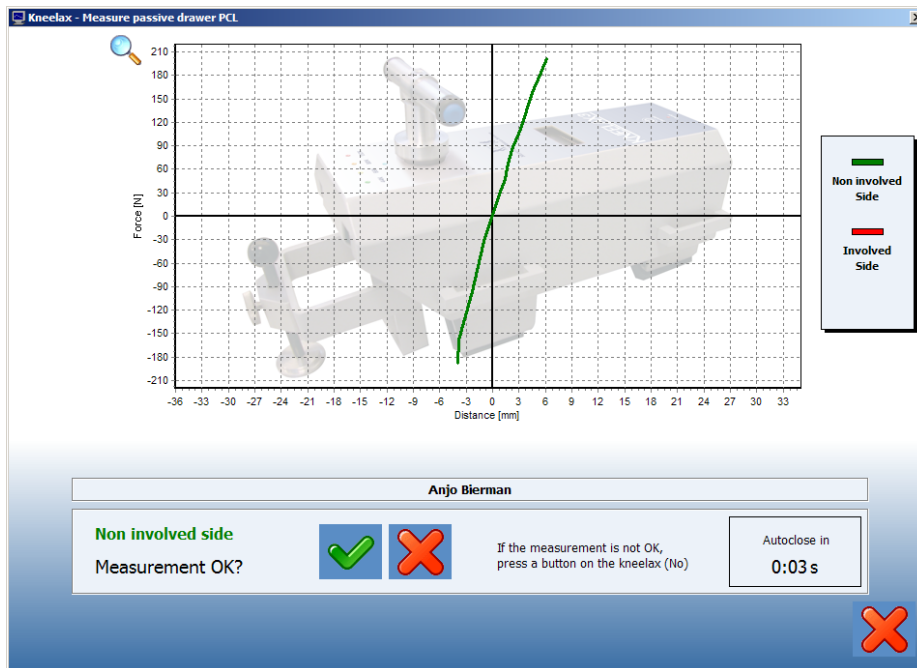 Kneelax - Measure passive drawer PCL
210
180
150
120
90
60
30
0
-30
-60
-90
-120
-150
-180
-210
Force [N]
-36 -33 -30 -27 -24 -21 -18 -15 -12 -9 -6 -3 0 3 6 9 12 15 18 21 24 27 30 33
Distance [mm]
Non involved
Side
Involved
Side
Anjo Bierman
Non involved side
Measurement OK?
If the measurement is not OK,
press a button on the kneelax (No)
Autoclose in
0:03 s